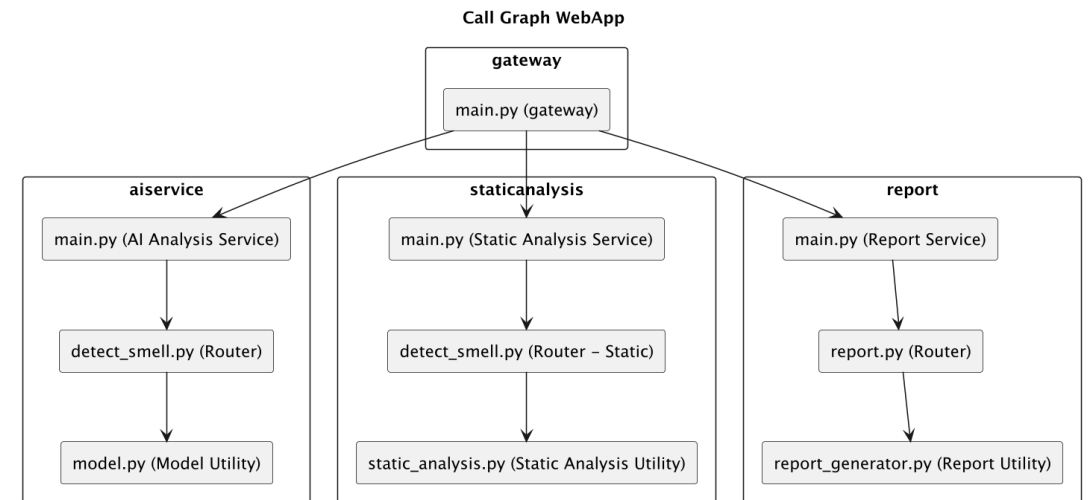 Call Graph WebApp
gateway
main.py (gateway)
aiservice
staticanalysis
report
main.py (AI Analysis Service)
main.py (Static Analysis Service)
main.py (Report Service)
detect_smell.py (Router)
detect_smell.py (Router - Static)
report.py (Router)
model.py (Model Utility)
static_analysis.py (Static Analysis Utility)
report_generator.py (Report Utility)